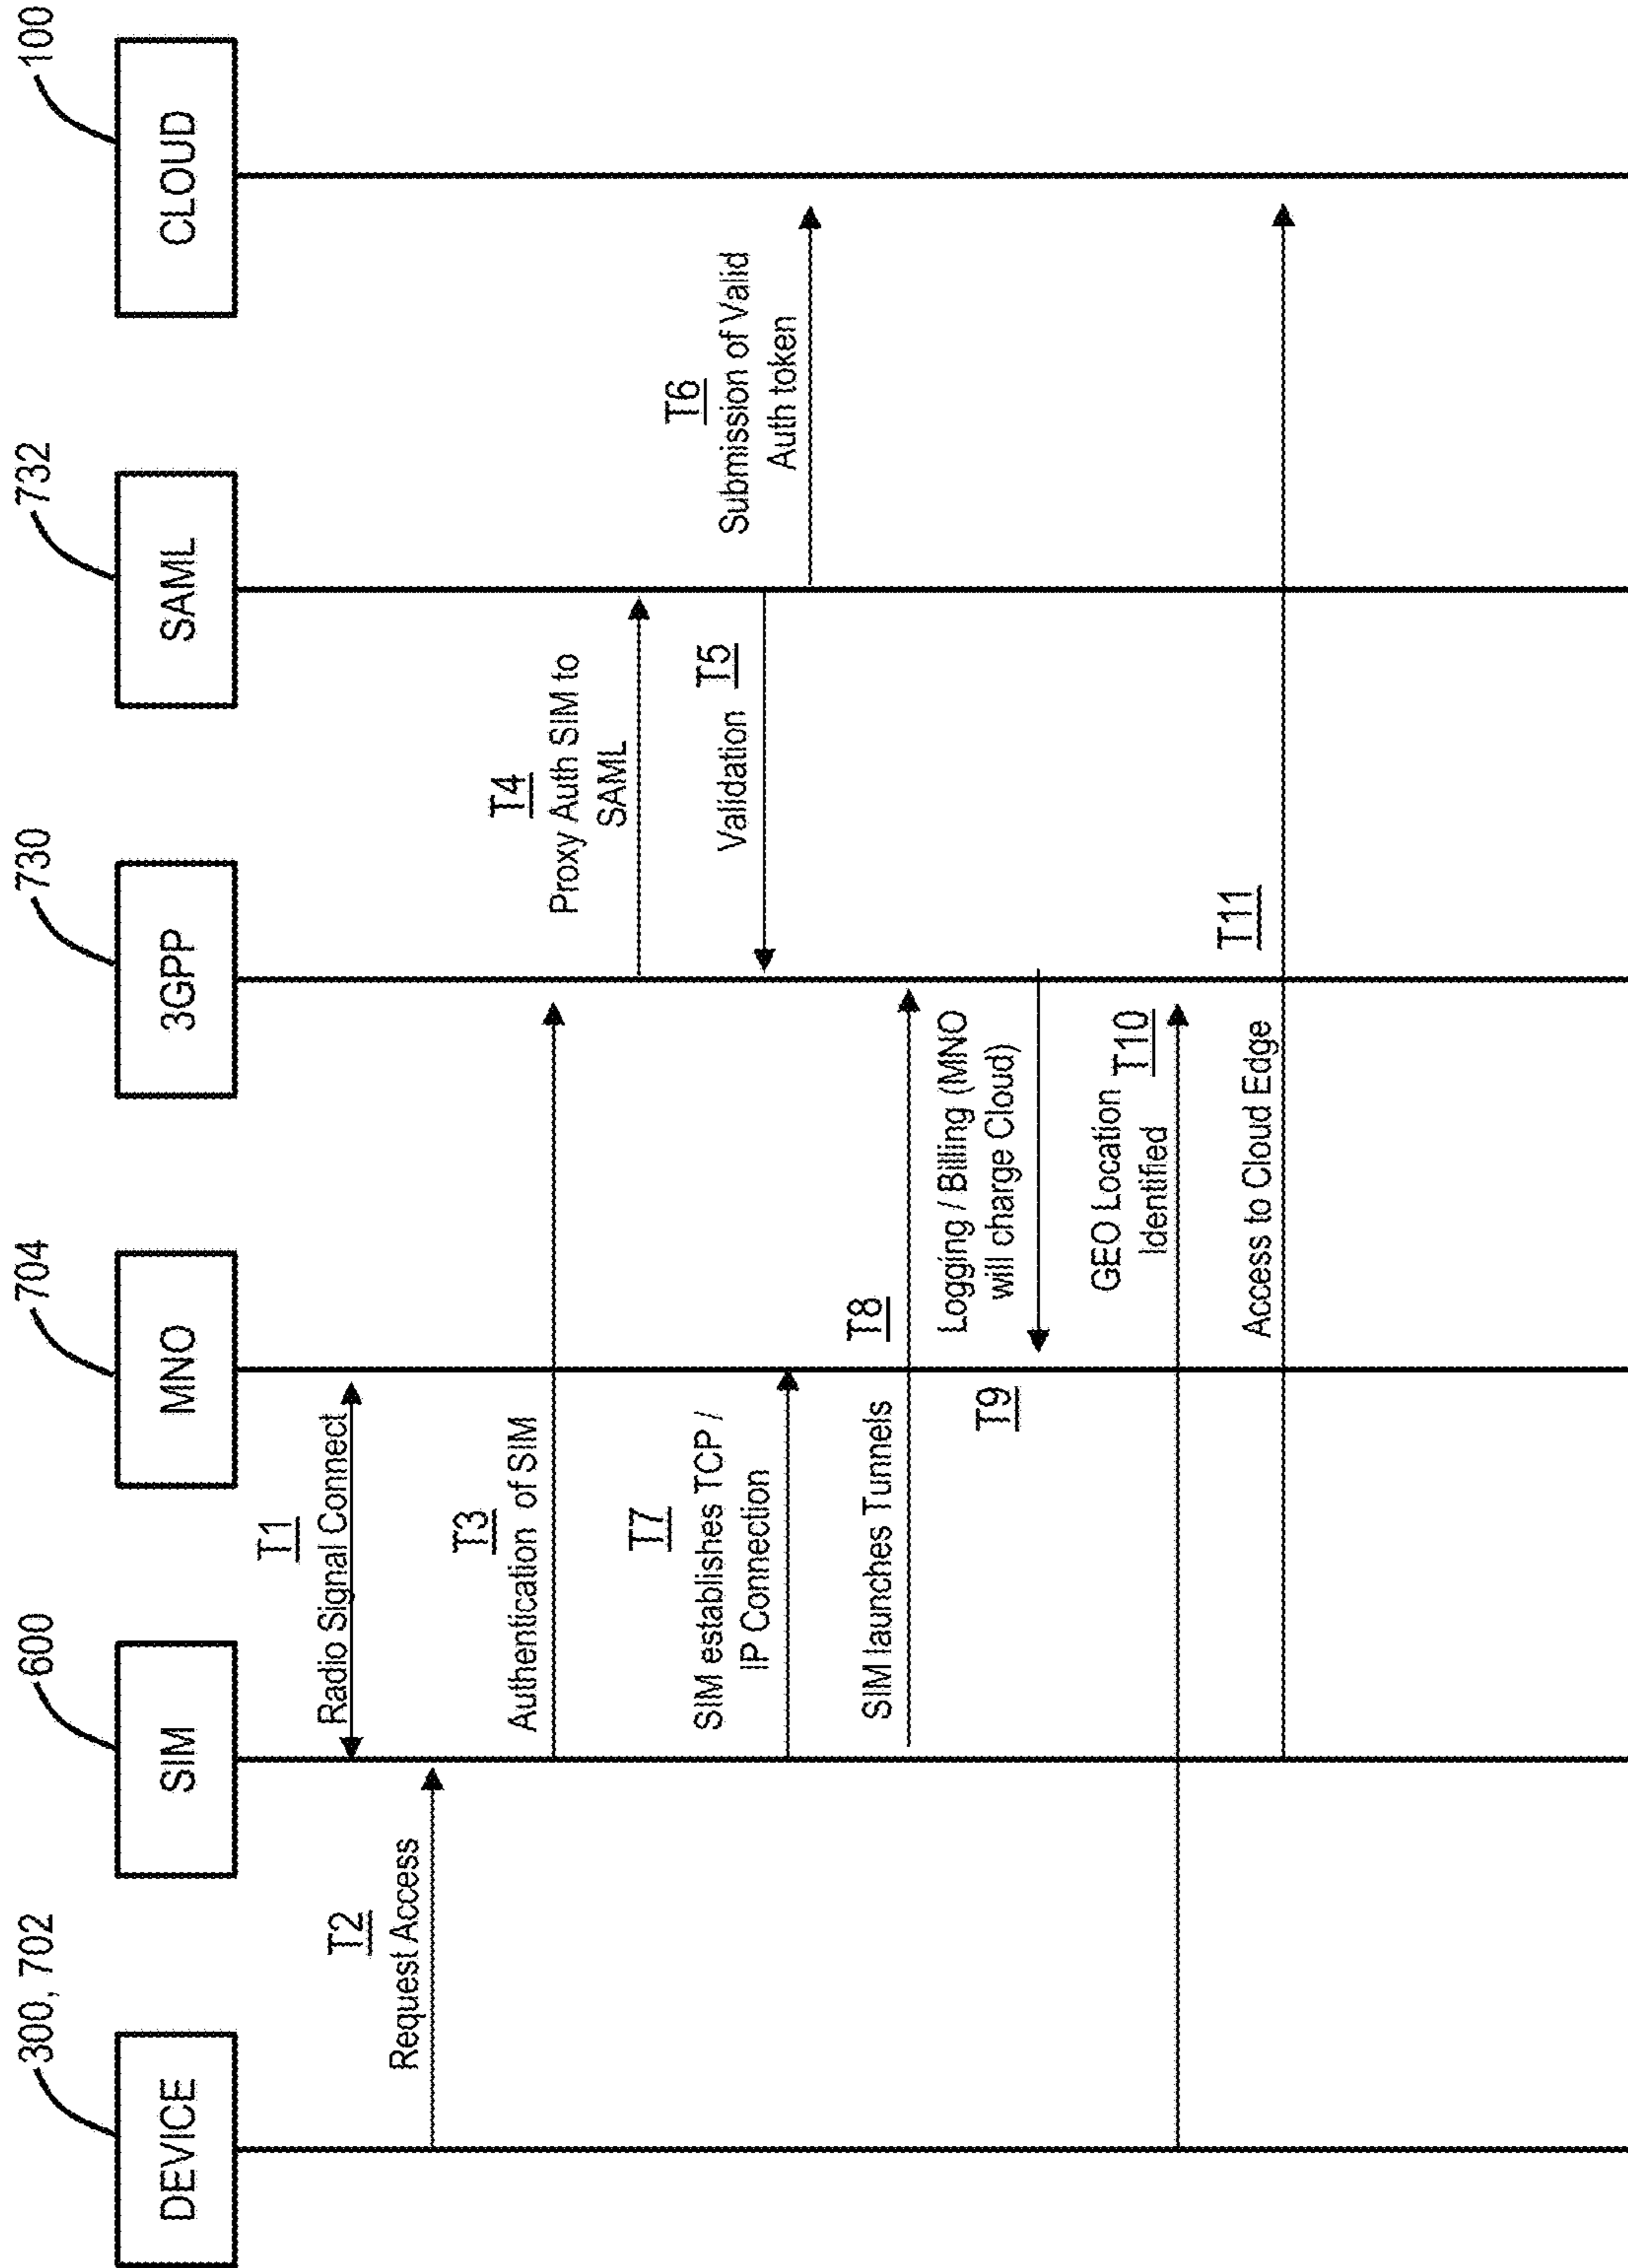 300, 702
600
704
730
732
100
DEVICE
SIM
MNO
3GPP
SAML
CLOUD
T1
Radio Signal Connect
T2
Request Access
T3
Authentication of SIM
T4
Proxy Auth SIM to
SAML
T5
Validation
T6
Submission of Valid
Auth token
T7
SIM establishes TCP /
IP Connection
T8
SIM launches Tunnels
Logging / Billing (MNO
will charge Cloud)
T9
GEO Location
T10
Identified
T11
Access to Cloud Edge